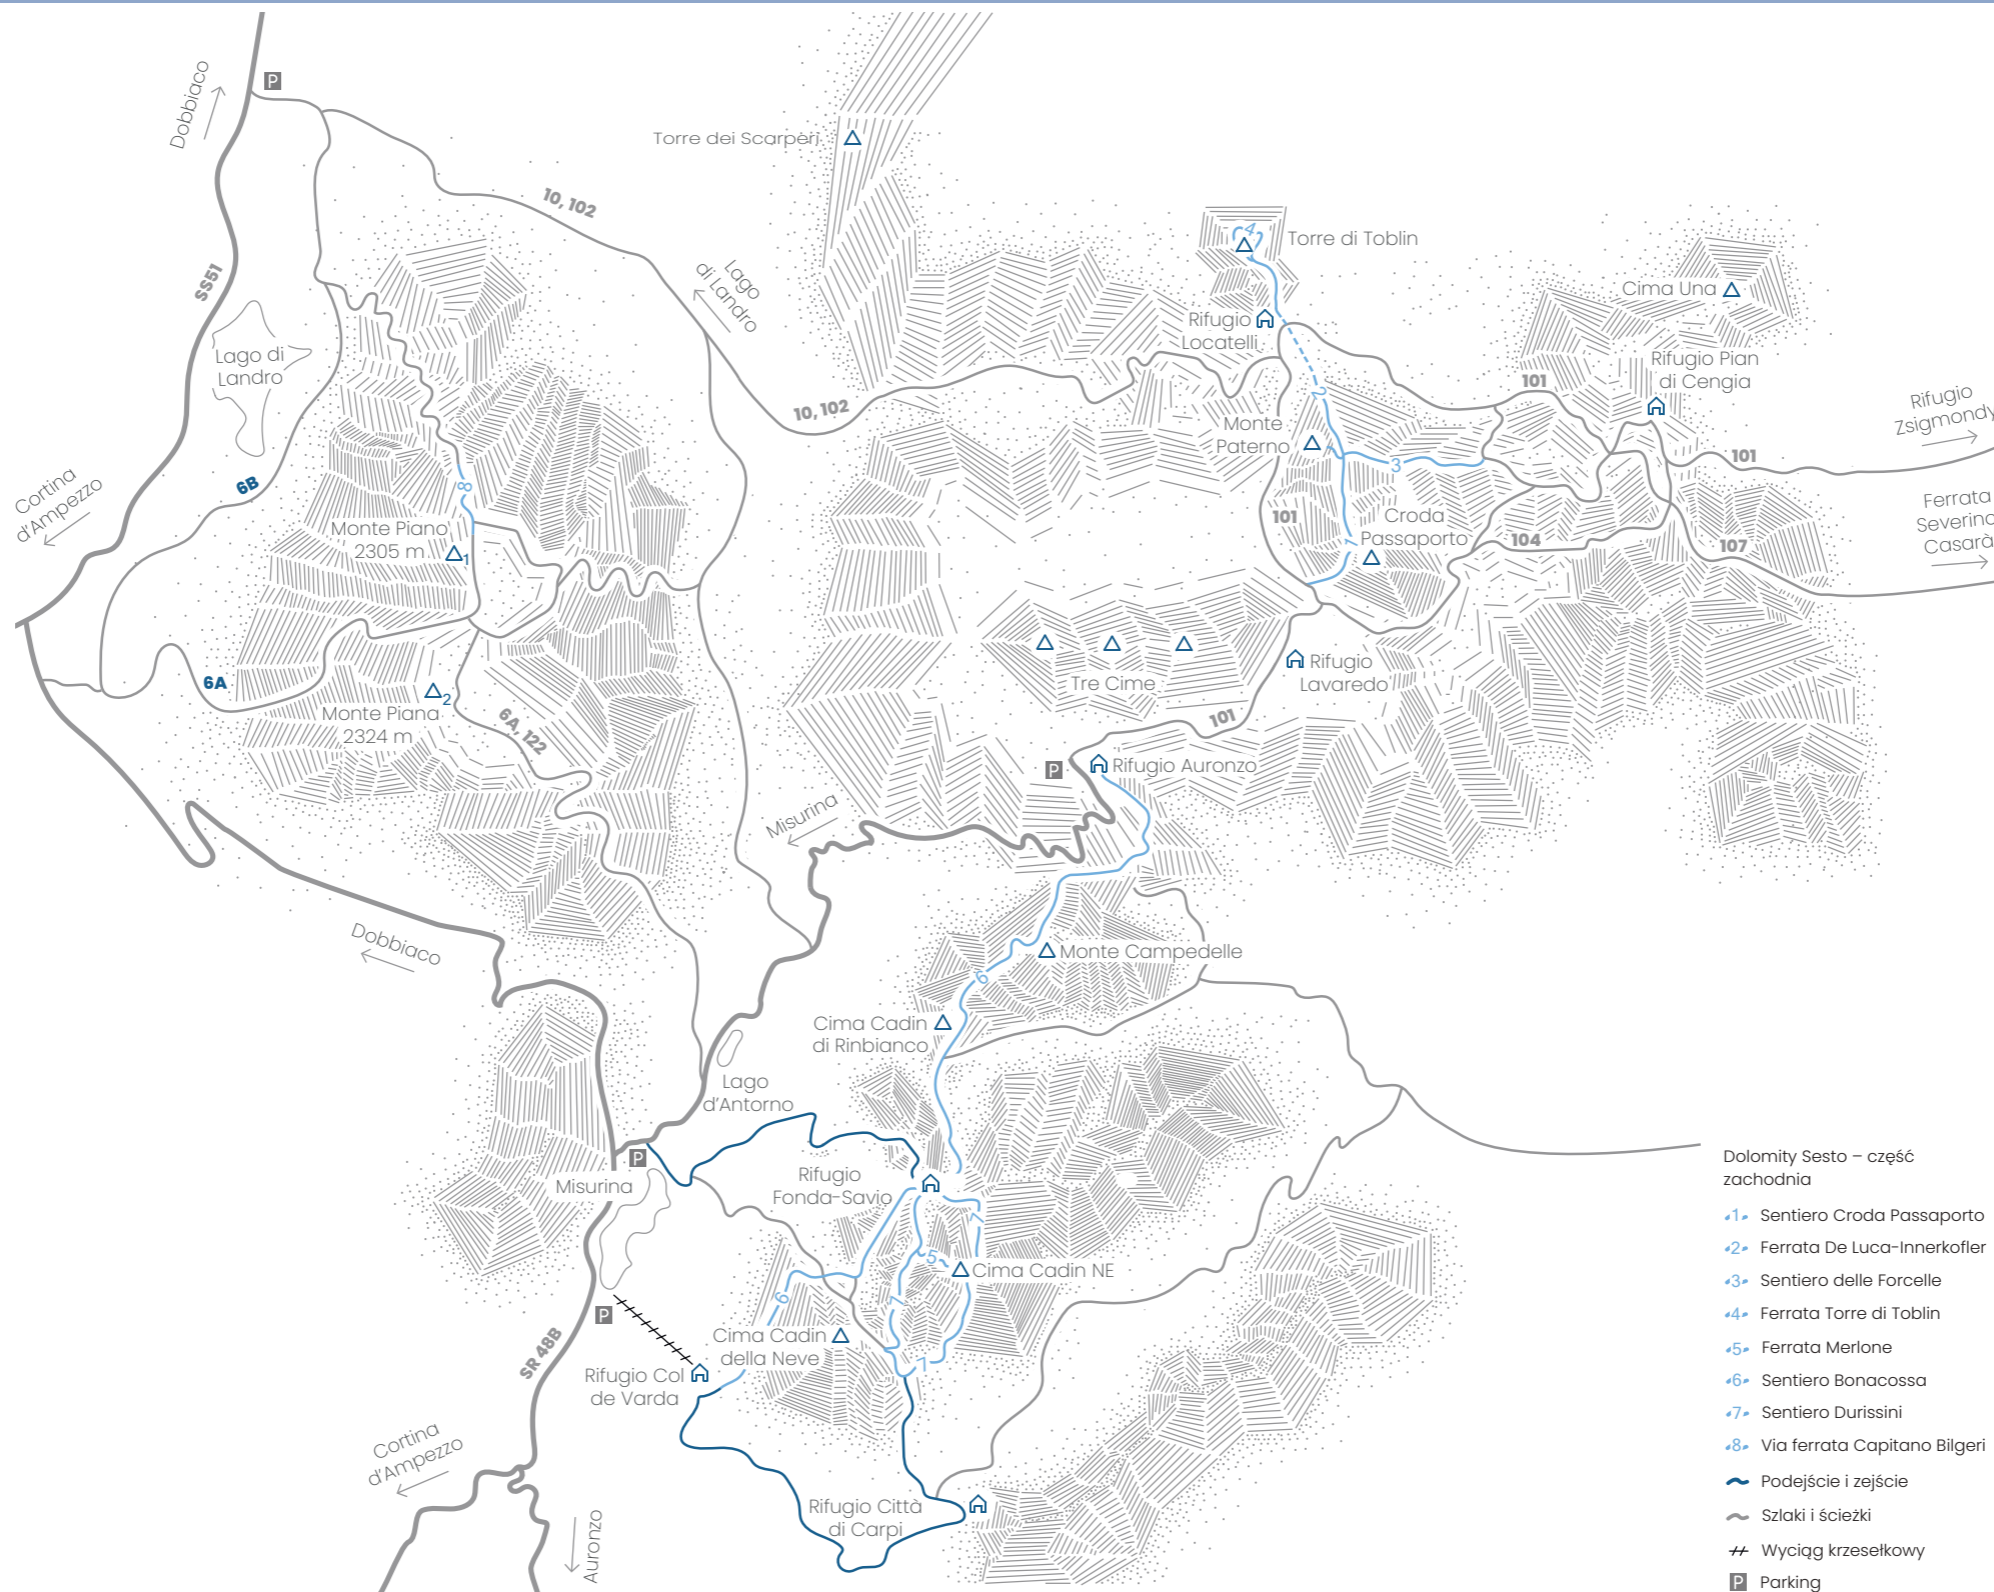 P
Dobbiaco
Torre dei Scarperi
10, 102
4
Torre di Toblin
SS51
Lago
di Landro
Cima Una
Rifugio
Locatelli
Lago di
Landro
Rifugio Pian
di Cengia
101
2
Rifugio
Zsigmondy
10, 102
Monte
Paterno
3
101
Cortina
d'Ampezzo
6B
8
Monte Piano
2305 m
1
101
Croda
Passaporto
1
104
107
Ferrata
Severino
Casarà
6A
2
Monte Piana
2324 m
6A, 122
Tre Cime
Rifugio
Lavaredo
101
P
Rifugio Auronzo
Misurina
Dobbiaco
Monte Campedelle
6
Cima Cadin
di Rinbianco
Lago
d'Antorno
P
Misurina
Rifugio
Fonda-Savio
7
5
Cima Cadin NE
6
7
P
Cima Cadin
della Neve
7
SR 48B
Rifugio Col
de Varda
Cortina
d'Ampezzo
Rifugio Città
di Carpi
Auronzo
Dolomity Sesto – część
zachodnia
1 Sentiero Croda Passaporto
2 Ferrata De Luca-Innerkofler
3 Sentiero delle Forcelle
4 Ferrata Torre di Toblin
5 Ferrata Merlone
6 Sentiero Bonacossa
7 Sentiero Durissini
8 Via ferrata Capitano Bilgeri
Podejście i zejście
Szlaki i ścieżki
Wyciąg krzesełkowy
P Parking